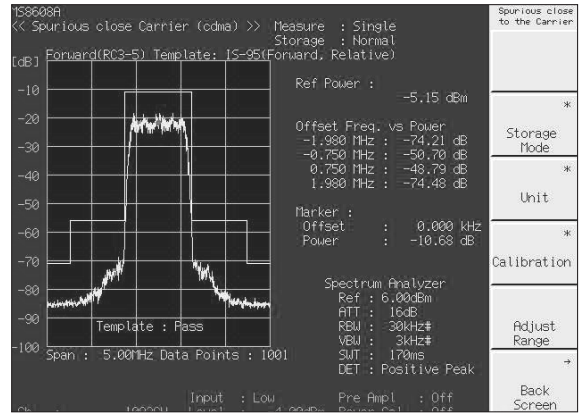 MS8608A
<< Spurious close Carrier (cdma) >> Measure : Single
Storage : Normal
Forward(RC3-5) Template: IS-95(Forward, Relative)
[dB]
-10
-20
-30
-40
-50
-60
-70
-80
-90
-100
Template : Pass
Span : 5.00MHz Data Points : 1001
Ref Power :
-5.15 dBm
Offset Freq. vs Power
-1.980 MHz : -74.21 dB
-0.750 MHz : -50.70 dB
0.750 MHz : -48.79 dB
1.980 MHz : -74.48 dB
Marker :
Offset : 0.000 kHz
Power : -10.68 dB
Spectrum Analyzer
Ref : 6.00dBm
ATT : 16dB
RBW : 30kHz#
VBW : 3kHz#
SWT : 170ms
DET : Positive Peak
Input : Low Pre Ampl : Off
Spurious close
to the Carrier
*
Storage
Mode
*
Unit
*
Calibration
Adjust
Range
→
Back
Screen